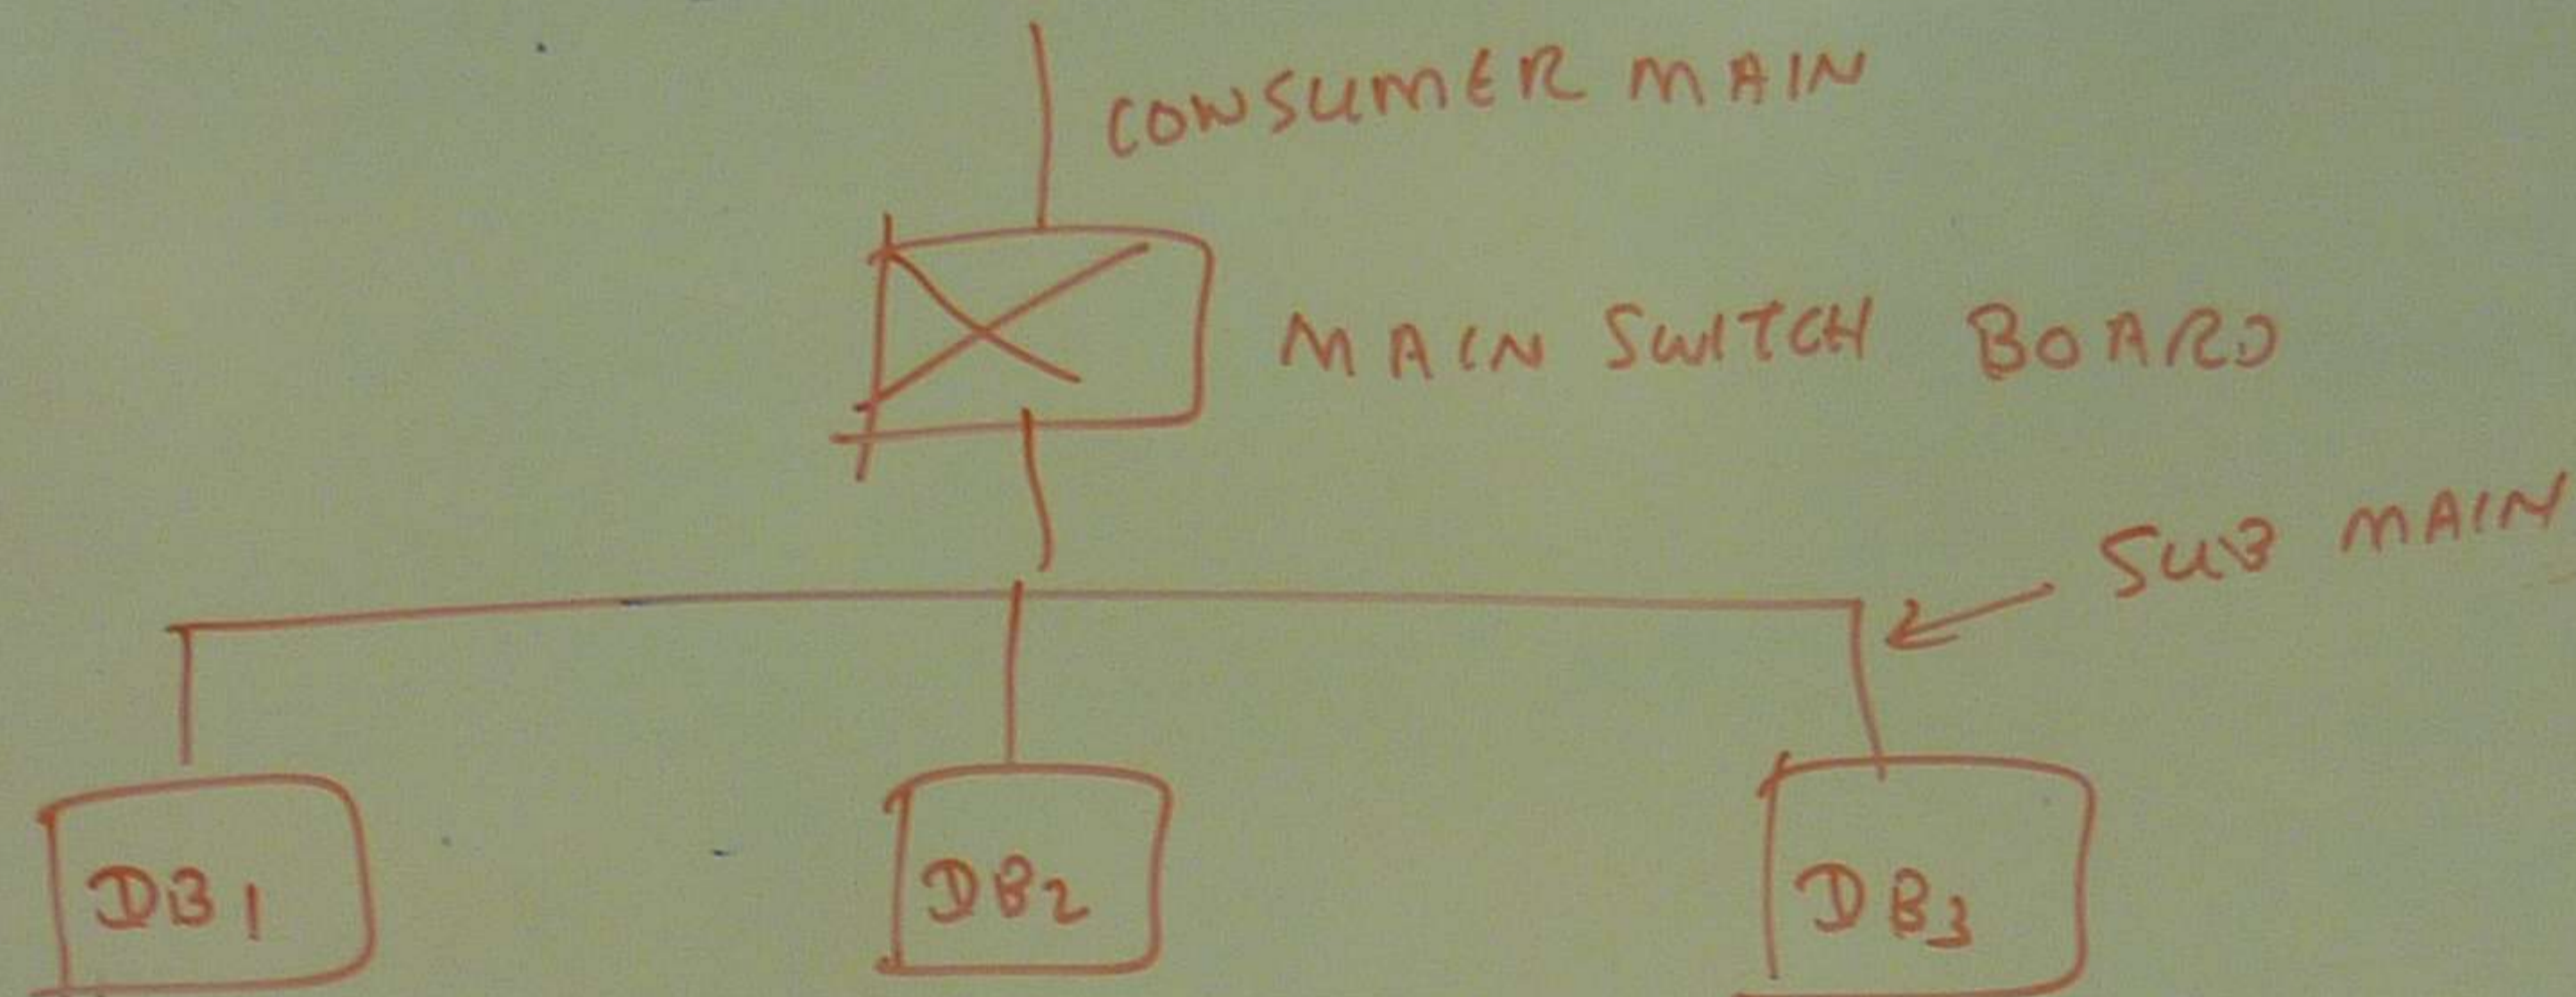 CONSUMER MAIN
MAIN SWITCH BOARD
SUB MAIN
DB1
DB2
DB3